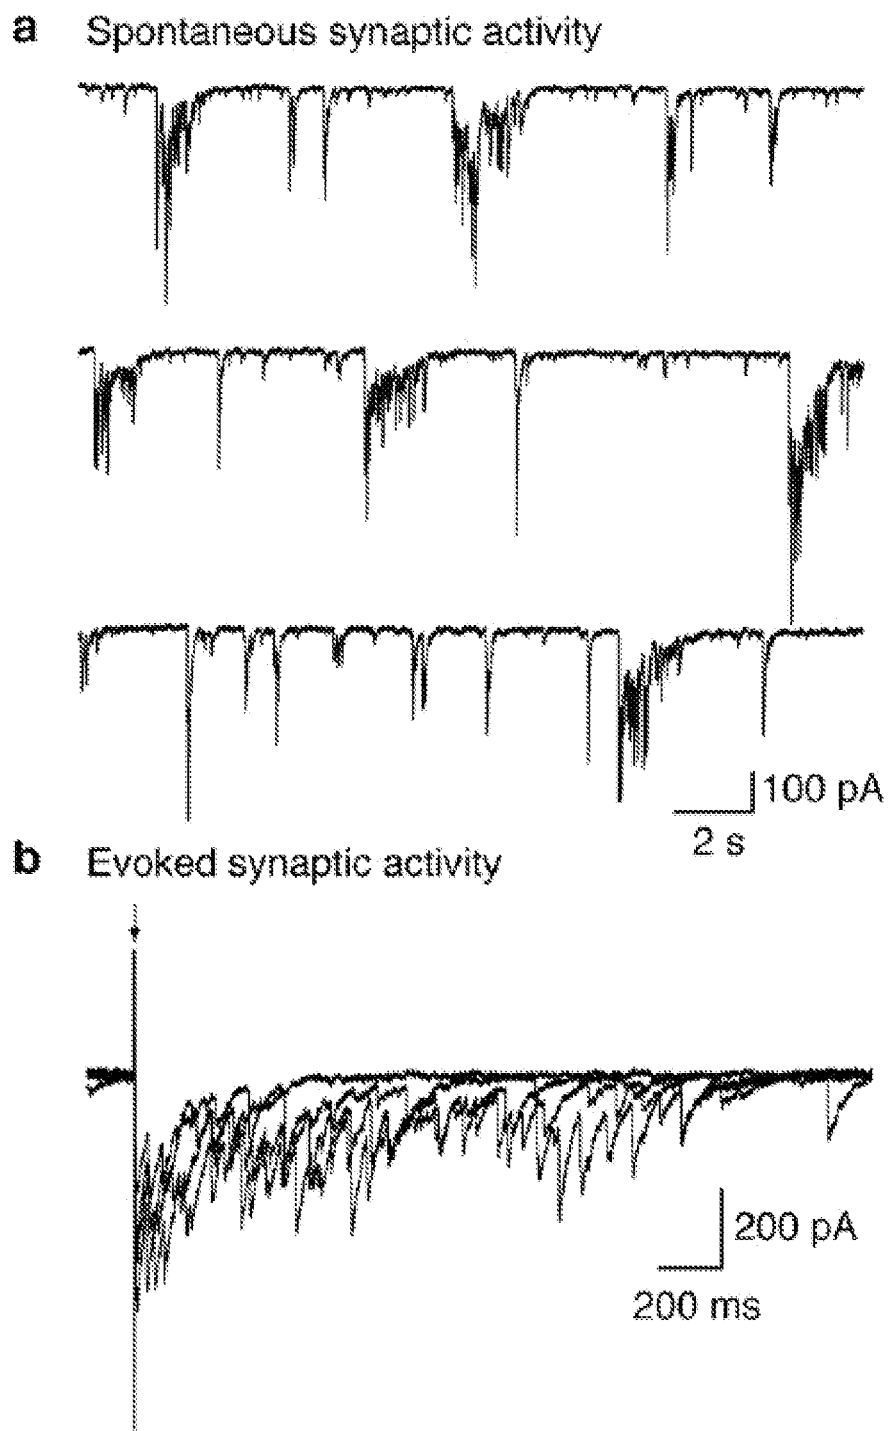 a Spontaneous synaptic activity
100 pA
2 s
b Evoked synaptic activity
200 pA
200 ms